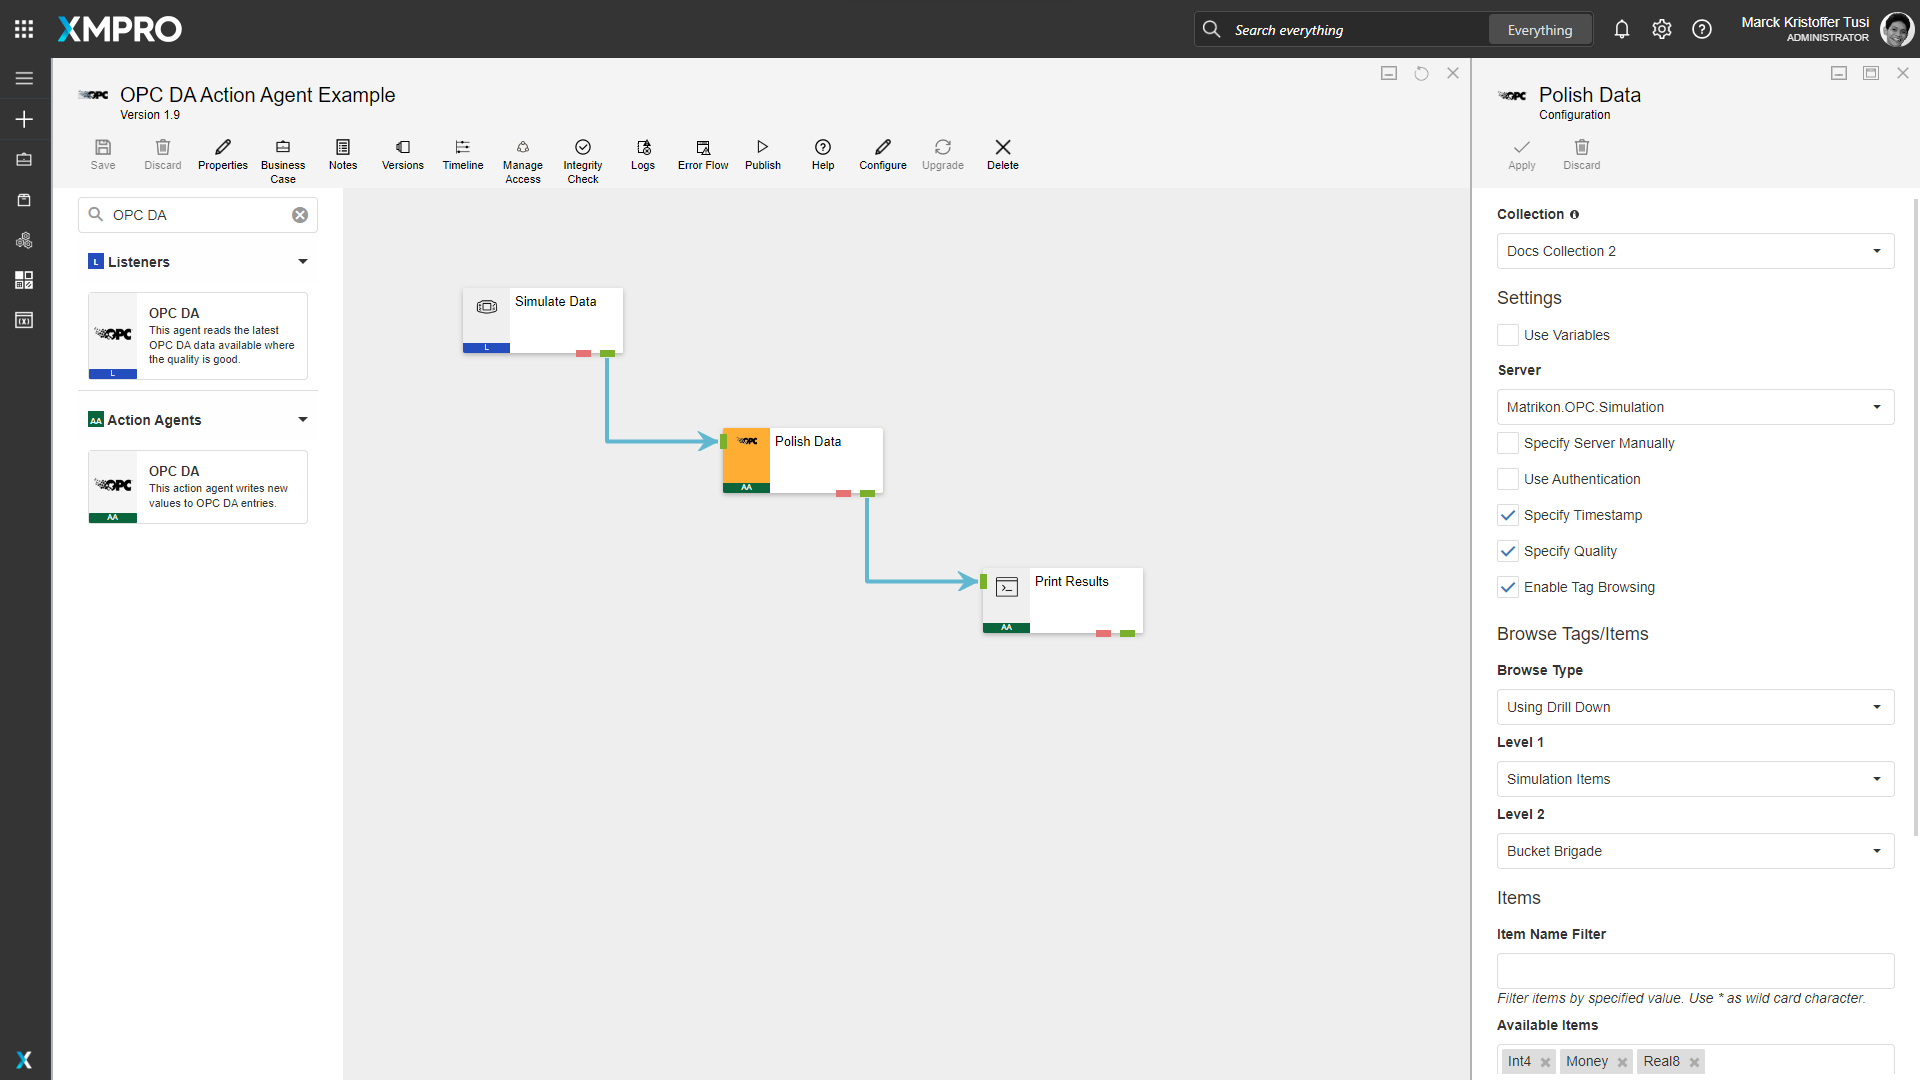 XMPRO
Search everything
Everything
Marck Kristoffer Tusi
ADMINISTRATOR
OPC
OPC DA Action Agent Example
Version 1.9
Save
Discard
Properties
Business Case
Notes
Versions
Timeline
Manage Access
Integrity Check
Logs
Error Flow
Publish
Help
Configure
Upgrade
Delete
OPC DA
L Listeners
OPC
L
OPC DA
This agent reads the latest
OPC DA data available where
the quality is good.
AA Action Agents
OPC
AA
OPC DA
This action agent writes new
values to OPC DA entries.
Simulate Data
L
OPC
Polish Data
AA
Print Results
AA
OPC
Polish Data
Configuration
Apply
Discard
Collection
Docs Collection 2
Settings
Use Variables
Server
Matrikon.OPC.Simulation
Specify Server Manually
Use Authentication
Specify Timestamp
Specify Quality
Enable Tag Browsing
Browse Tags/Items
Browse Type
Using Drill Down
Level 1
Simulation Items
Level 2
Bucket Brigade
Items
Item Name Filter
Filter items by specified value. Use * as wild card character.
Available Items
Int4
Money
Real8